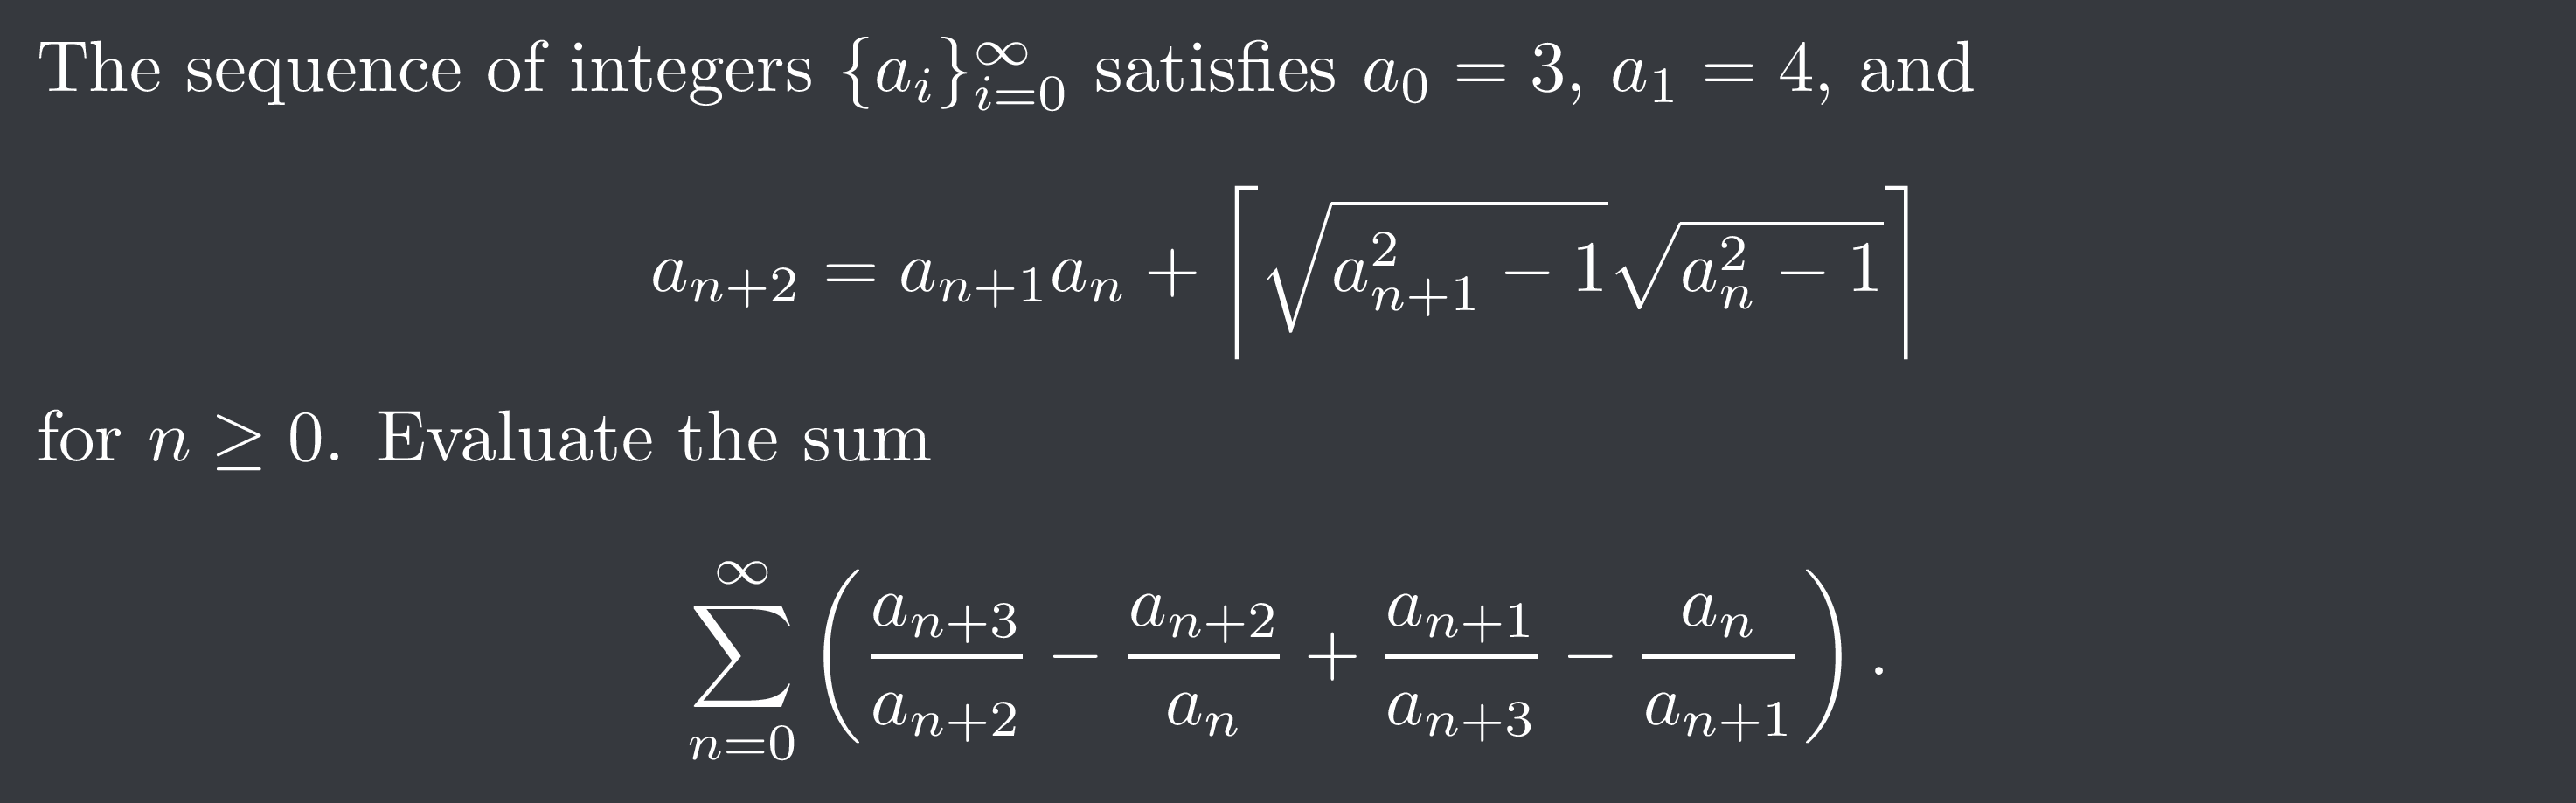 The sequence of integers $\{a_i\}_{i=0}^{\infty}$ satisfies $a_0 = 3$, $a_1 = 4$, and
$$a_{n+2} = a_{n+1}a_n + \left\lceil \sqrt{a_{n+1}^2 - 1}\sqrt{a_n^2 - 1} \right\rceil$$
for $n \geq 0$. Evaluate the sum
$$\sum_{n=0}^{\infty} \left( \frac{a_{n+3}}{a_{n+2}} - \frac{a_{n+2}}{a_n} + \frac{a_{n+1}}{a_{n+3}} - \frac{a_n}{a_{n+1}} \right).$$